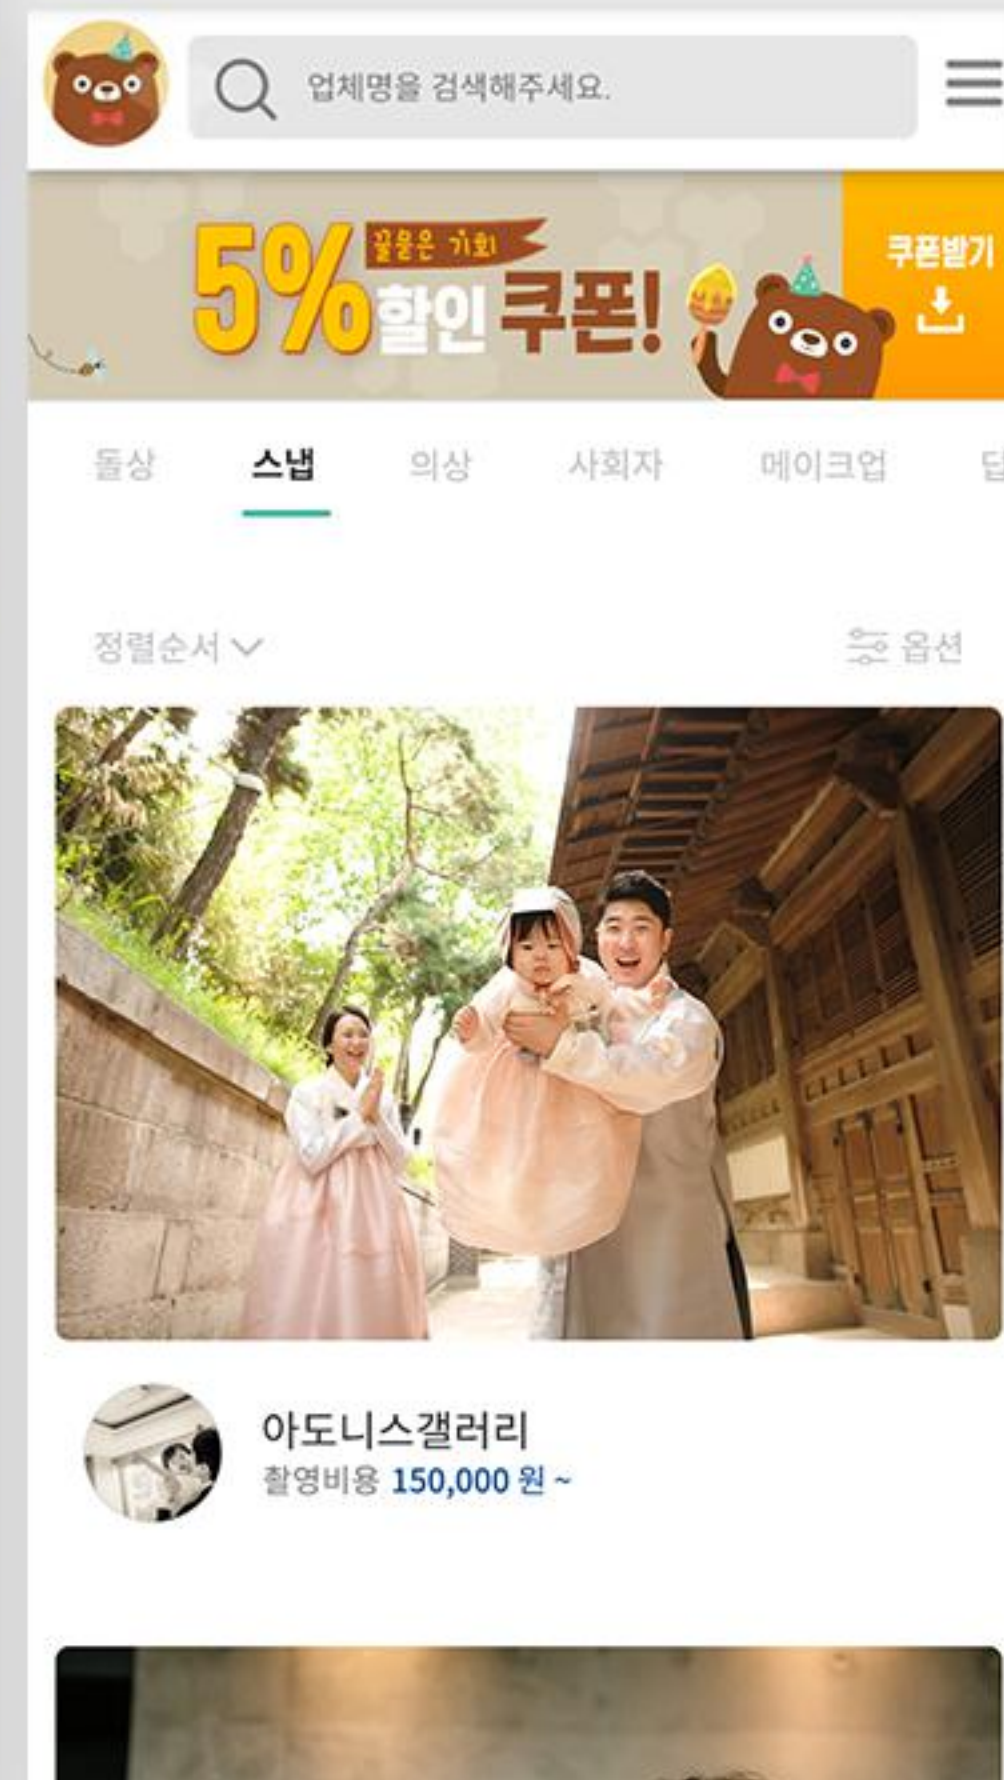 업체명을 검색해주세요.
꿀물은 기회
5% 할인 쿠폰!
쿠폰받기
돌상 스냅 의상 사회자 메이크업
정렬순서 옵션
아도니스갤러리
촬영비용 150,000 원 ~